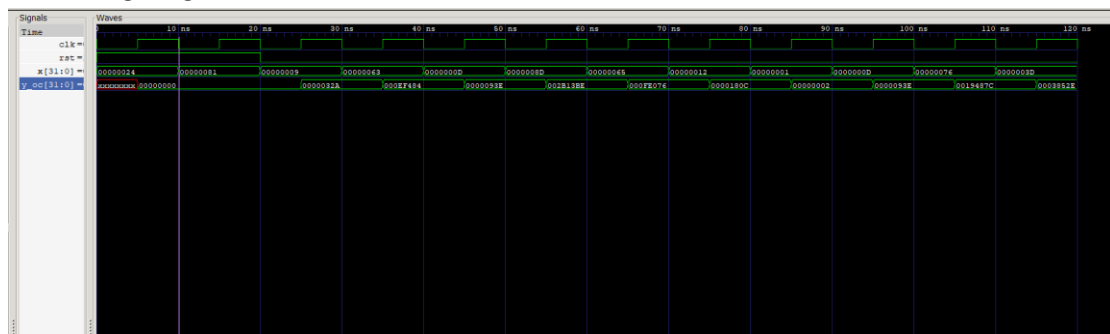 Signals
Waves
Time
10 ns 20 ns 30 ns 40 ns 50 ns 60 ns 70 ns 80 ns 90 ns 100 ns 110 ns 120 ns
clk =
rst =
x[31:0] = 00000024 00000081 00000009 00000063 0000000D 0000008D 00000065 00000012 00000001 0000000D 00000076 0000003D
y_oc[31:0] = xxxxxxxx 00000000 0000032A 000EF484 0000093E 002B13BE 000FE076 0000180C 00000002 0000093E 0019487C 0003852E